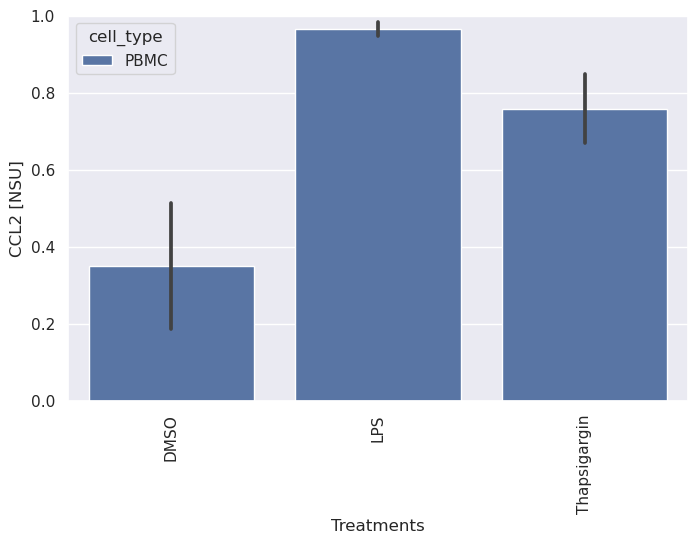 1.0
0.8
0.6
0.4
0.2
0.0
CCL2 [NSU]
cell_type
PBMC
DMSO
LPS
Thapsigargin
Treatments